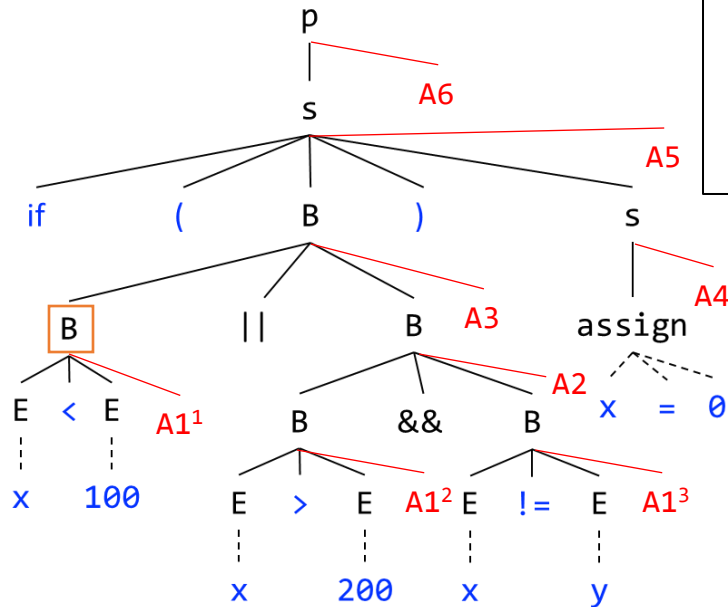 p
A6
s
A5
if ( B ) s
A4
B || B A3 assign
E < E A1¹ B && B A2 x = 0
x 100 E > E A1² E != E A1³
x 200 x y